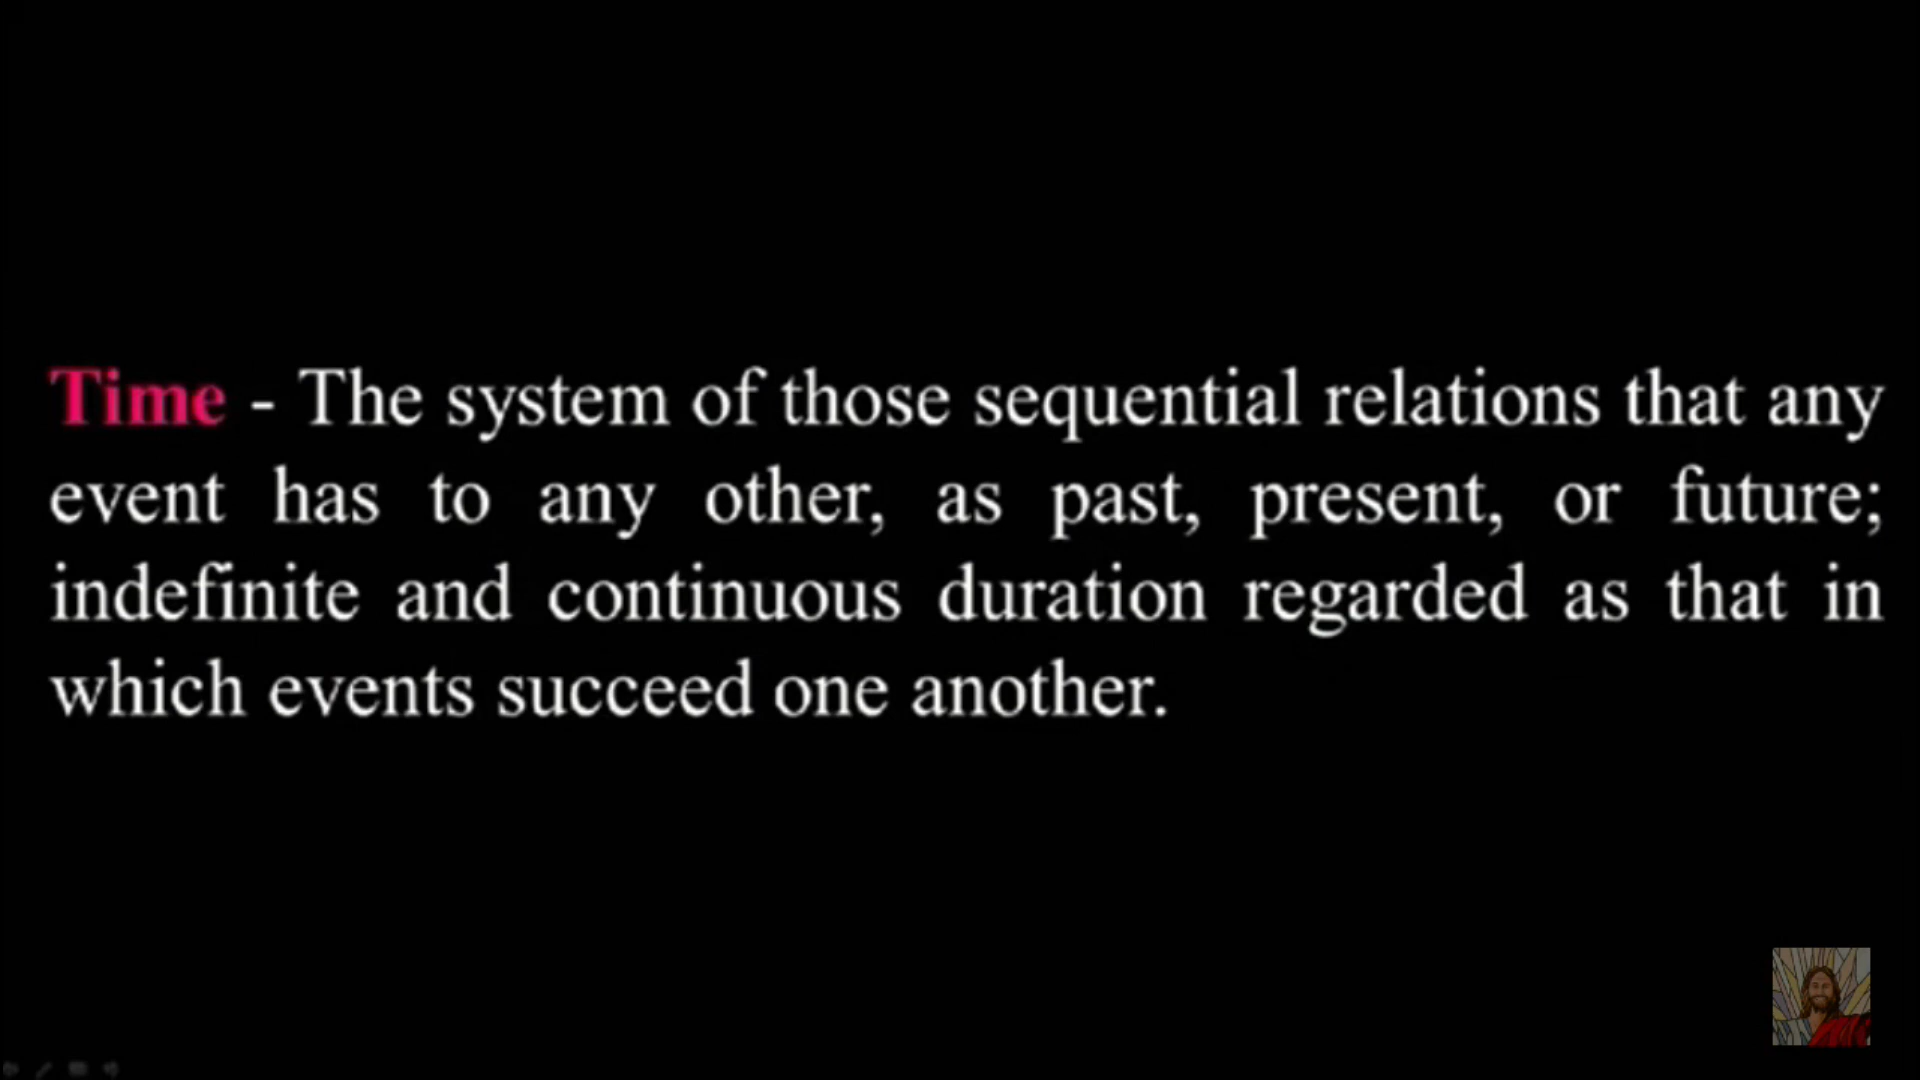 Time - The system of those sequential relations that any
event has to any other, as past, present, or future;
indefinite and continuous duration regarded as that in
which events succeed one another.